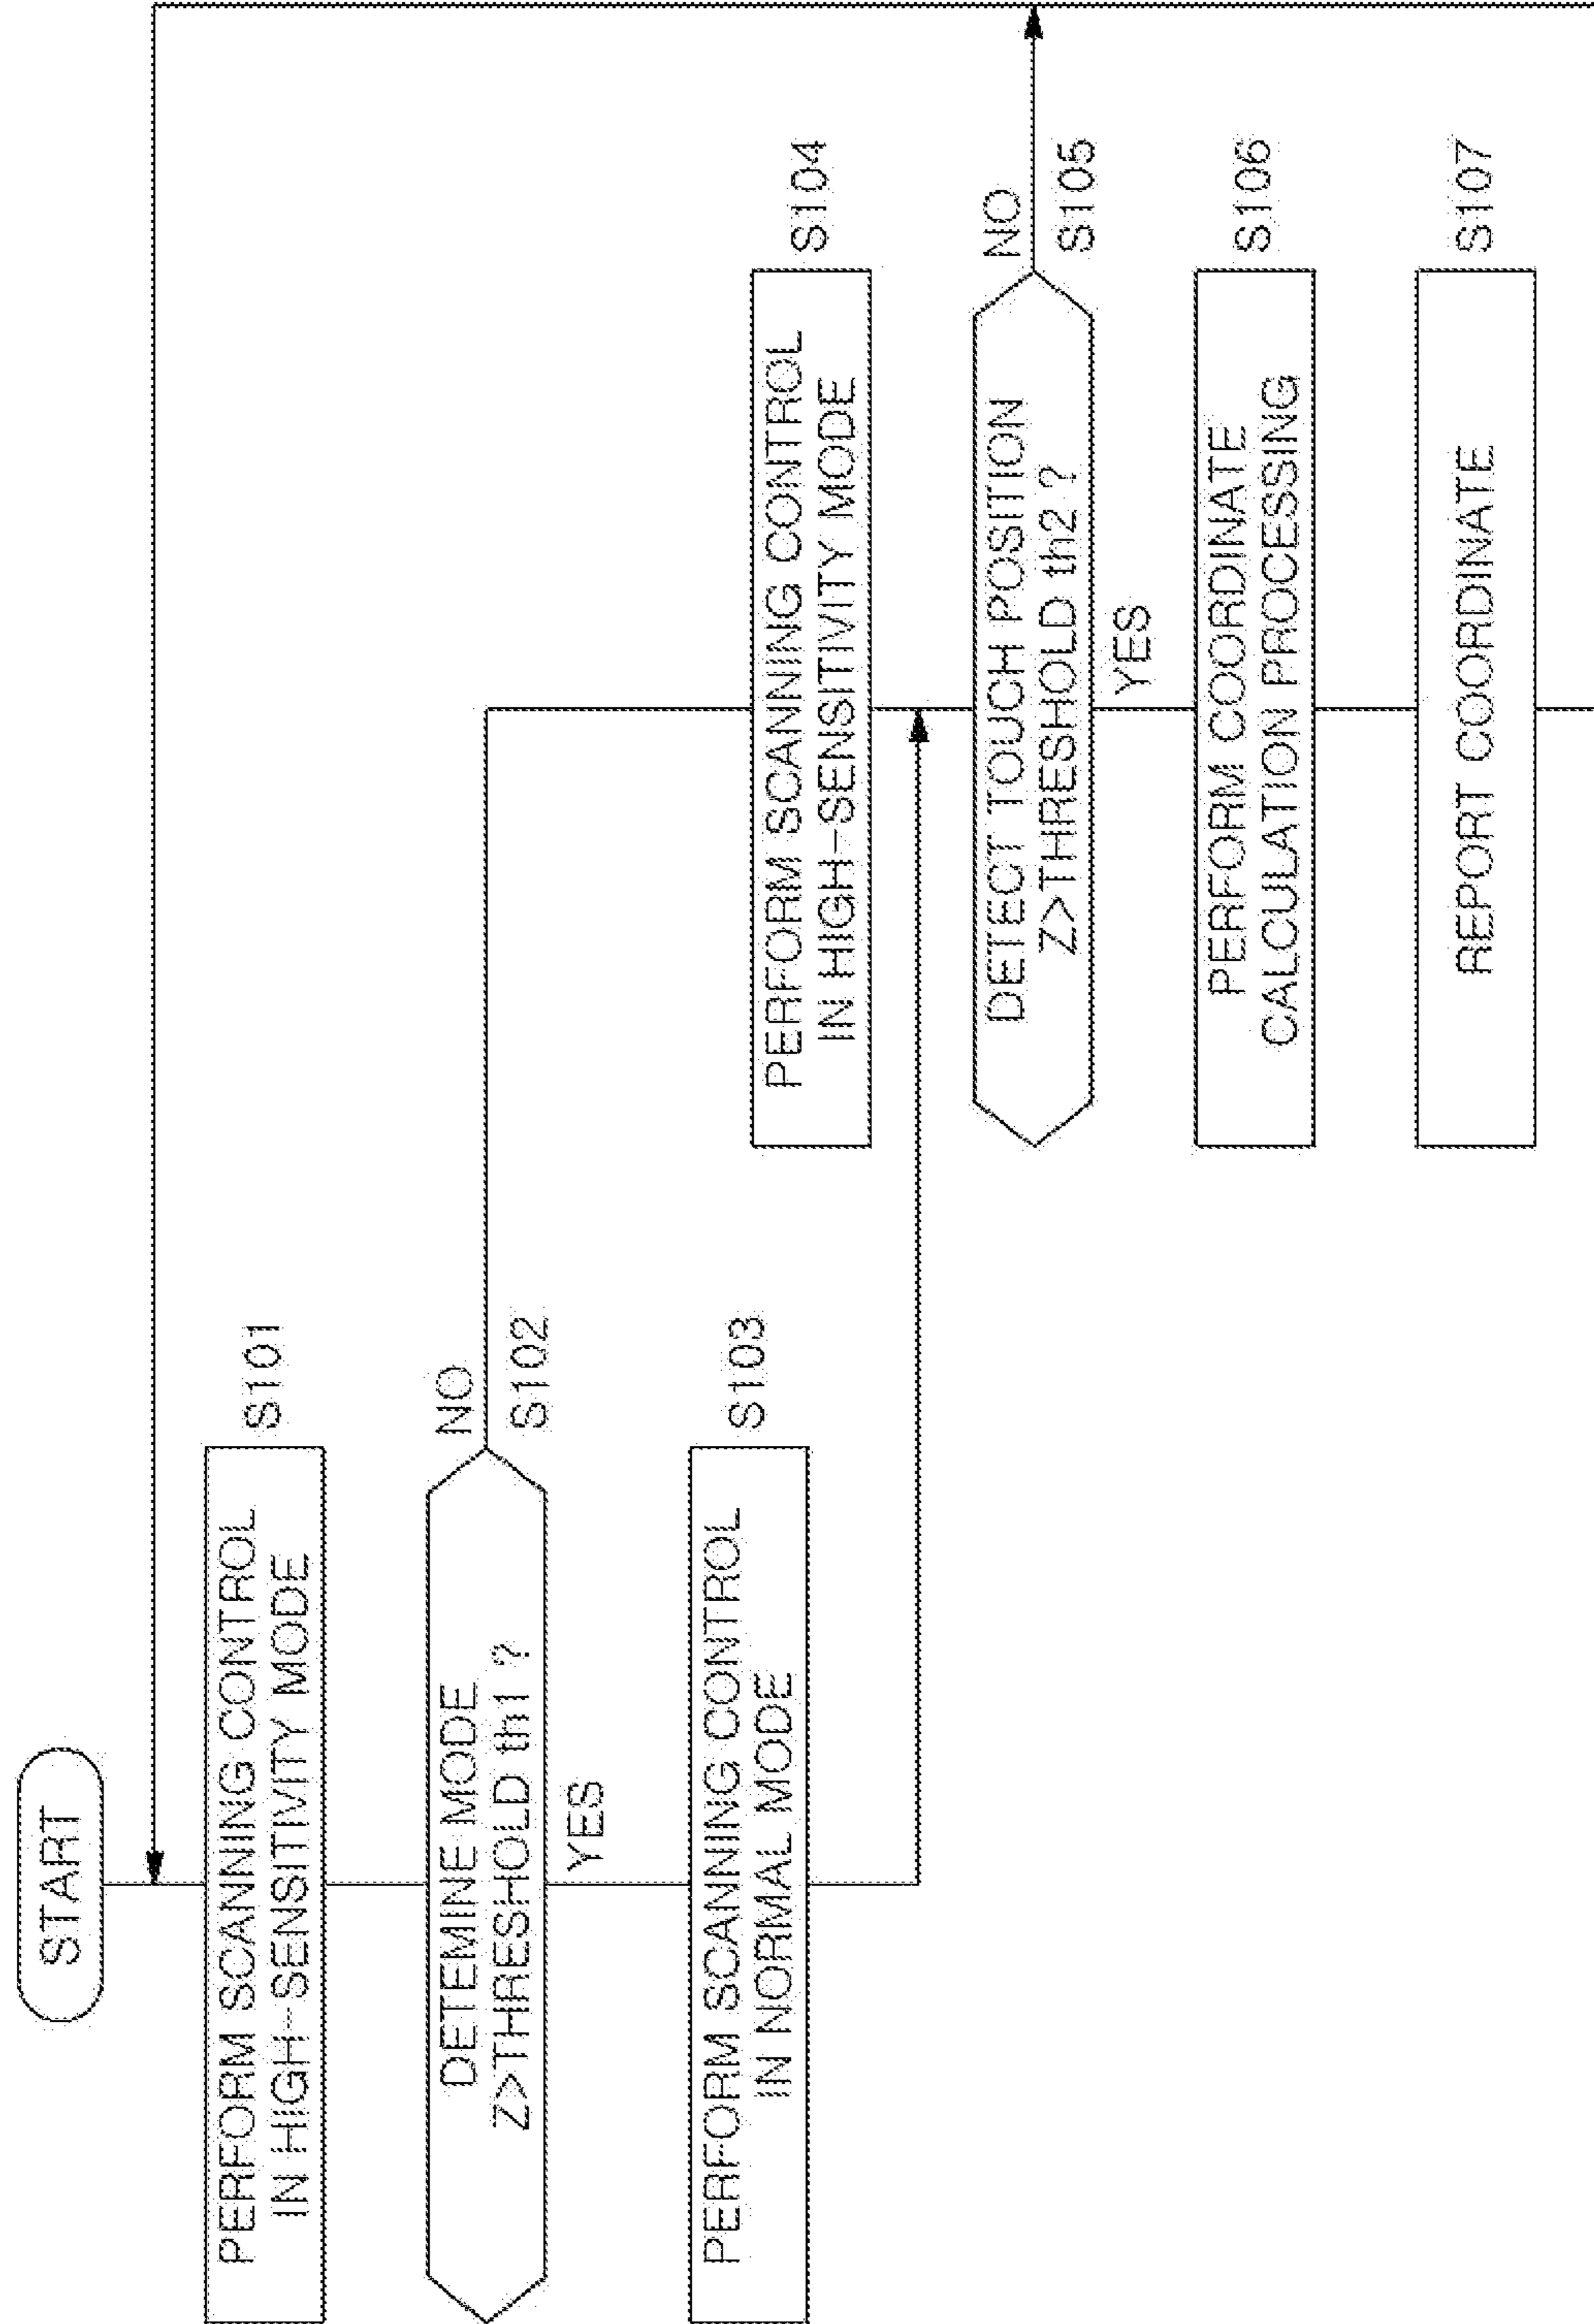 START
PERFORM SCANNING CONTROL
IN HIGH-SENSITIVITY MODE
S101
DETEMINE MODE
Z>THRESHOLD th1 ?
NO
S102
YES
PERFORM SCANNING CONTROL
IN NORMAL MODE
S103
PERFORM SCANNING CONTROL
IN HIGH-SENSITIVITY MODE
S104
DETECT TOUCH POSITION
Z>THRESHOLD th2 ?
NO
S105
YES
PERFORM COORDINATE
CALCULATION PROCESSING
S106
REPORT COORDINATE
S107